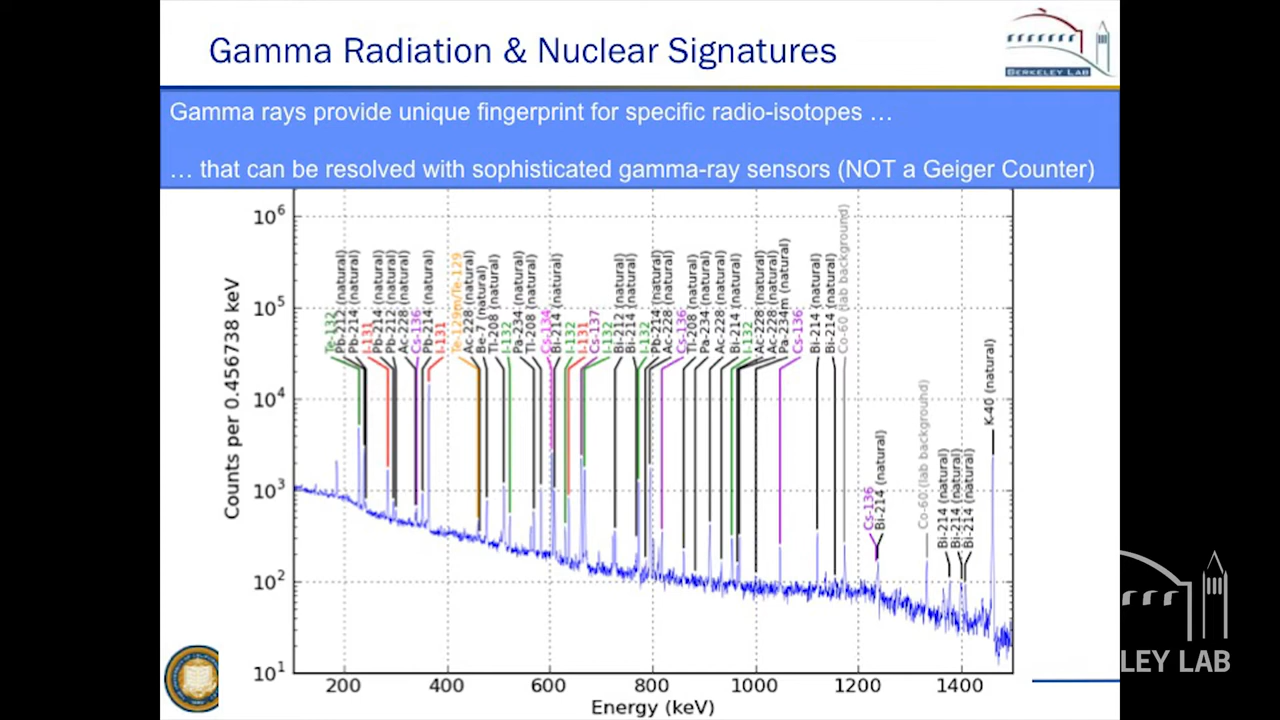 Gamma Radiation & Nuclear Signatures
BERKELEY LAB
Gamma rays provide unique fingerprint for specific radio-isotopes …
… that can be resolved with sophisticated gamma-ray sensors (NOT a Geiger Counter)
Counts per 0.456738 keV
10⁶
10⁵
10⁴
10³
10²
10¹
Te-132
Pb-212 (natural)
Pb-214 (natural)
I-131
Pb-214 (natural)
Pb-212 (natural)
Ac-228 (natural)
Cs-136
Pb-214 (natural)
I-131
Te-129m/Te-129
Ac-228 (natural)
Be-7 (natural)
Tl-208 (natural)
I-132
Pa-234 (natural)
Tl-208 (natural)
Cs-134
Bi-214 (natural)
I-132
I-131
Cs-137
I-132
Bi-212 (natural)
Bi-214 (natural)
I-132
Pb-214 (natural)
Ac-228 (natural)
Cs-136
Tl-208 (natural)
Pa-234 (natural)
Ac-228 (natural)
Bi-214 (natural)
I-132
Ac-228 (natural)
Ac-228 (natural)
Pa-234m (natural)
Cs-136
Bi-214 (natural)
Bi-214 (natural)
Co-60 (lab background)
Cs-136
Bi-214 (natural)
Co-60 (lab background)
Bi-214 (natural)
Bi-214 (natural)
Bi-214 (natural)
K-40 (natural)
200
400
600
800
1000
1200
1400
Energy (keV)
LEY LAB